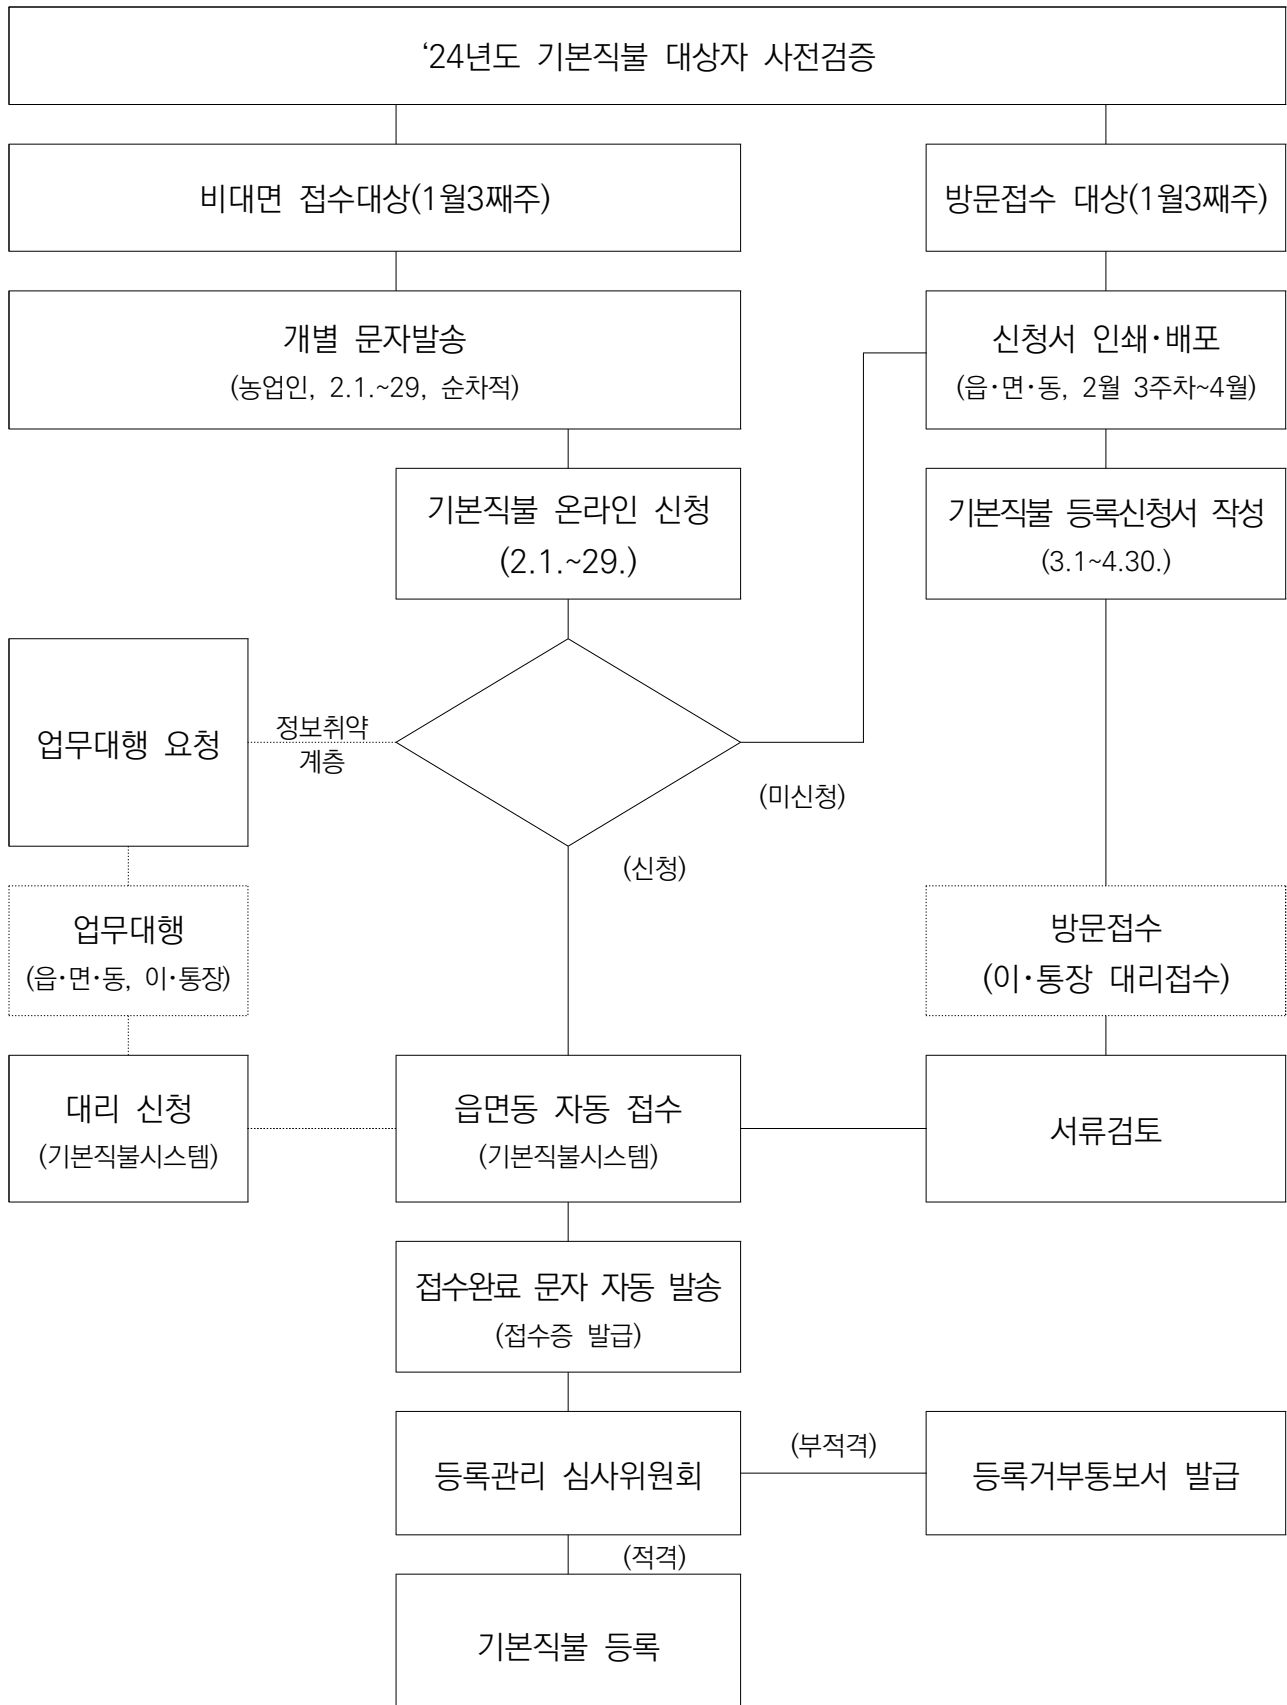 ‘24년도 기본직불 대상자 사전검증
비대면 접수대상(1월3째주)
방문접수 대상(1월3째주)
개별 문자발송
(농업인, 2.1.~29, 순차적)
신청서 인쇄·배포
(읍·면·동, 2월 3주차~4월)
기본직불 온라인 신청
(2.1.~29.)
기본직불 등록신청서 작성
(3.1~4.30.)
업무대행 요청
정보취약
계층
(미신청)
(신청)
업무대행
(읍·면·동, 이·통장)
방문접수
(이·통장 대리접수)
대리 신청
(기본직불시스템)
읍면동 자동 접수
(기본직불시스템)
서류검토
접수완료 문자 자동 발송
(접수증 발급)
등록관리 심사위원회
(부적격)
등록거부통보서 발급
(적격)
기본직불 등록